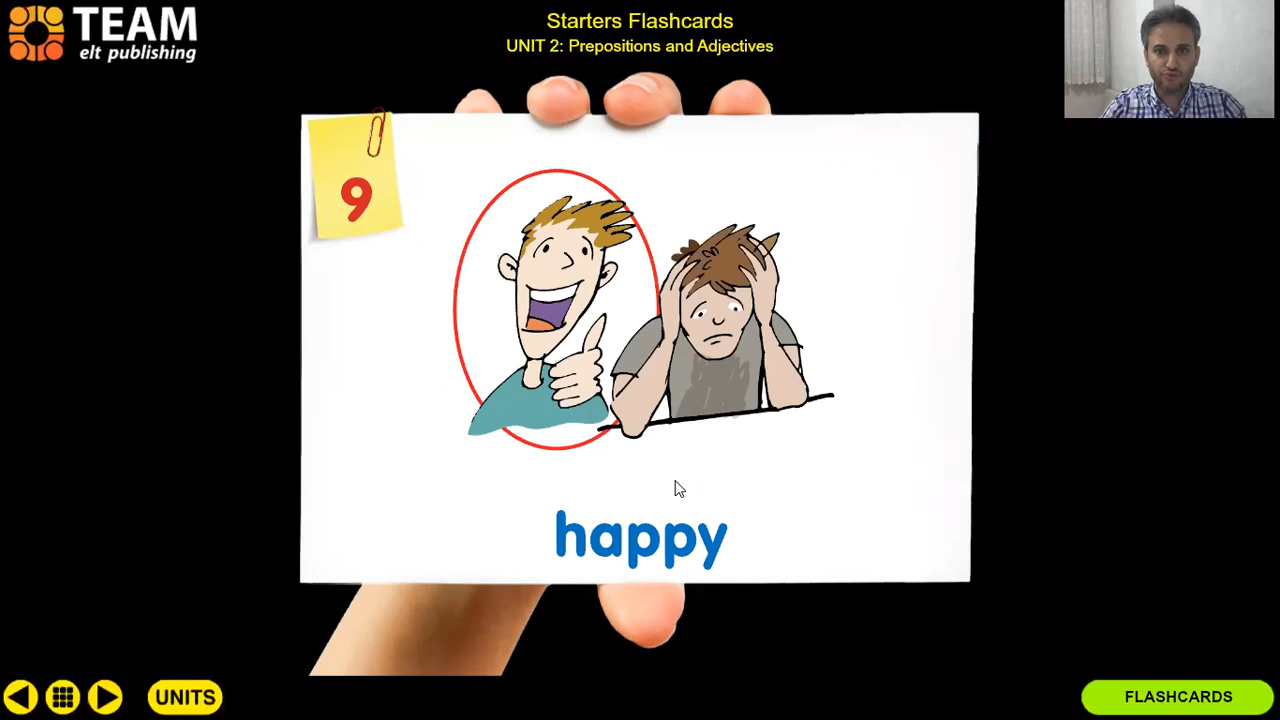 TEAM
elt publishing
Starters Flashcards
UNIT 2: Prepositions and Adjectives
9
happy
UNITS
FLASHCARDS